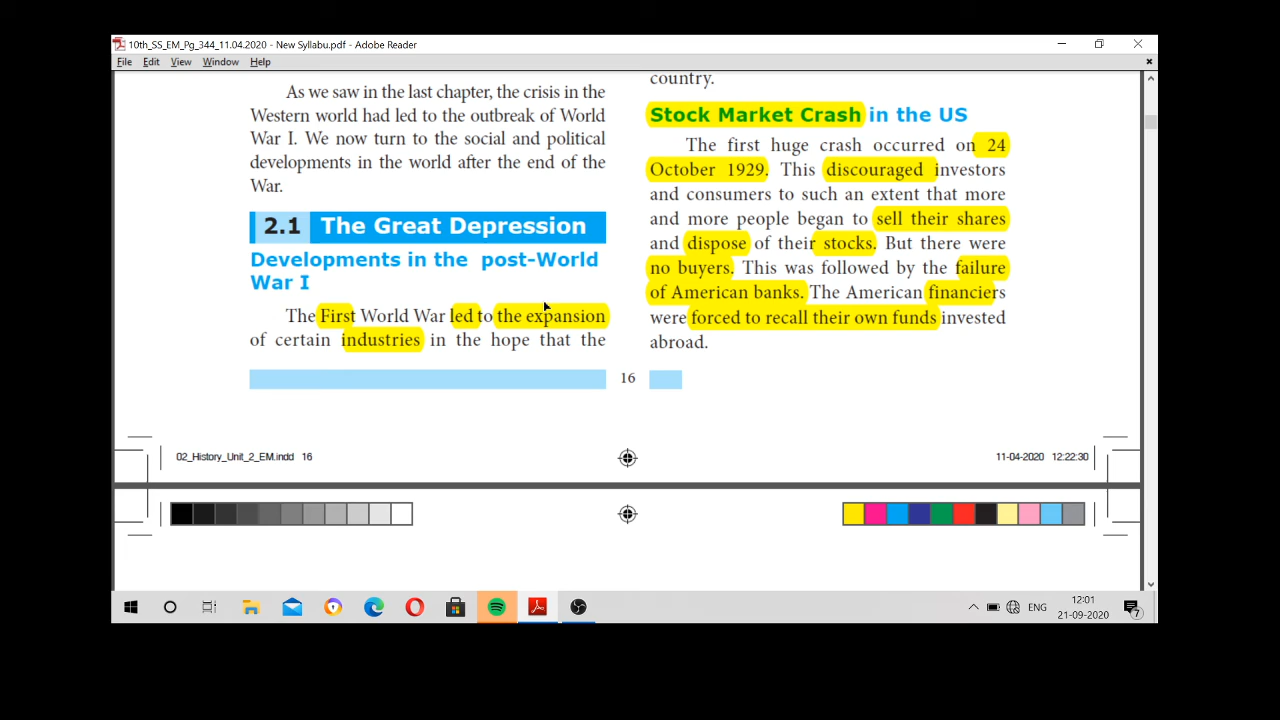 10th_SS_EM_Pg_344_11.04.2020 - New Syllabu.pdf - Adobe Reader
File Edit View Window Help
As we saw in the last chapter, the crisis in the
Western world had led to the outbreak of World
War I. We now turn to the social and political
developments in the world after the end of the
War.
2.1 The Great Depression
Developments in the post-World
War I
The First World War led to the expansion
of certain industries in the hope that the
country.
Stock Market Crash in the US
The first huge crash occurred on 24
October 1929. This discouraged investors
and consumers to such an extent that more
and more people began to sell their shares
and dispose of their stocks. But there were
no buyers. This was followed by the failure
of American banks. The American financiers
were forced to recall their own funds invested
abroad.
16
02_History_Unit_2_EM.indd 16
11-04-2020 12:22:30
ENG
12:01
21-09-2020
7